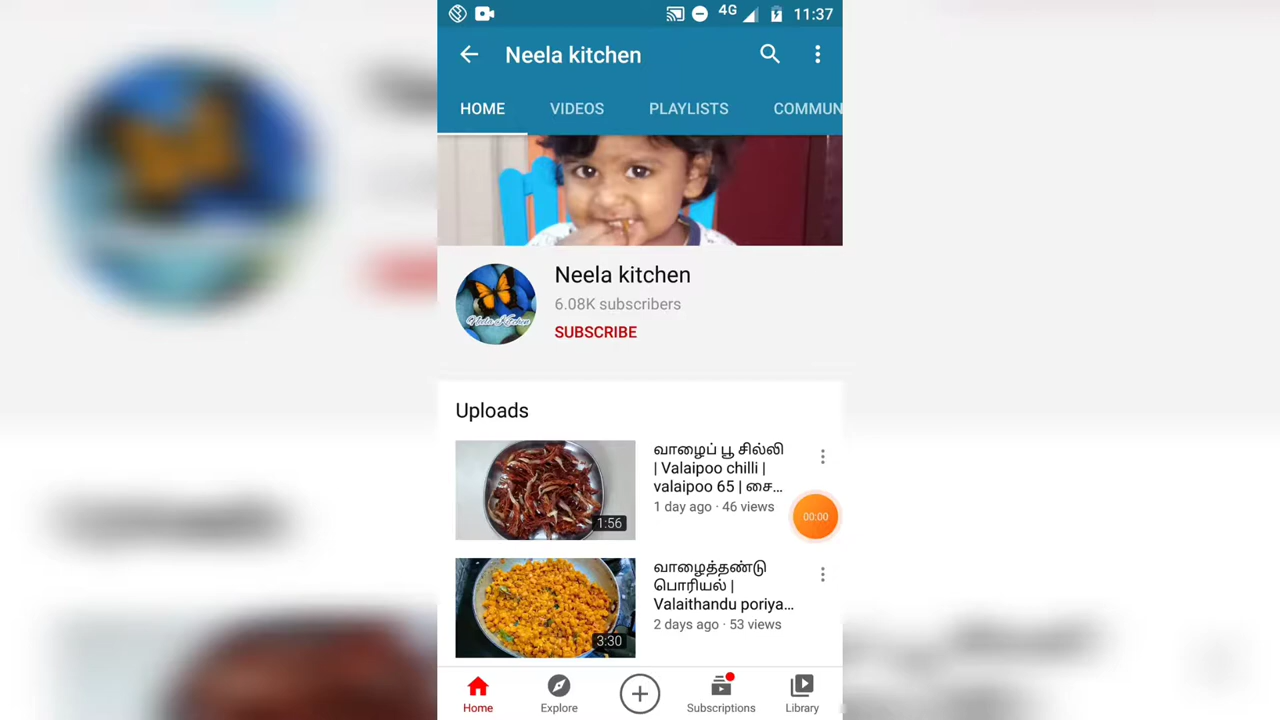 4G 11:37
Neela kitchen
HOME VIDEOS PLAYLISTS COMMUN
Neela kitchen
6.08K subscribers
SUBSCRIBE
Neela Kitchen
Uploads
வாழைப் பூ சில்லி
| Valaipoo chilli |
valaipoo 65 | சை...
1 day ago · 46 views
1:56
00:00
வாழைத்தண்டு
பொரியல் |
Valaithandu poriya...
2 days ago · 53 views
3:30
Home Explore Subscriptions Library